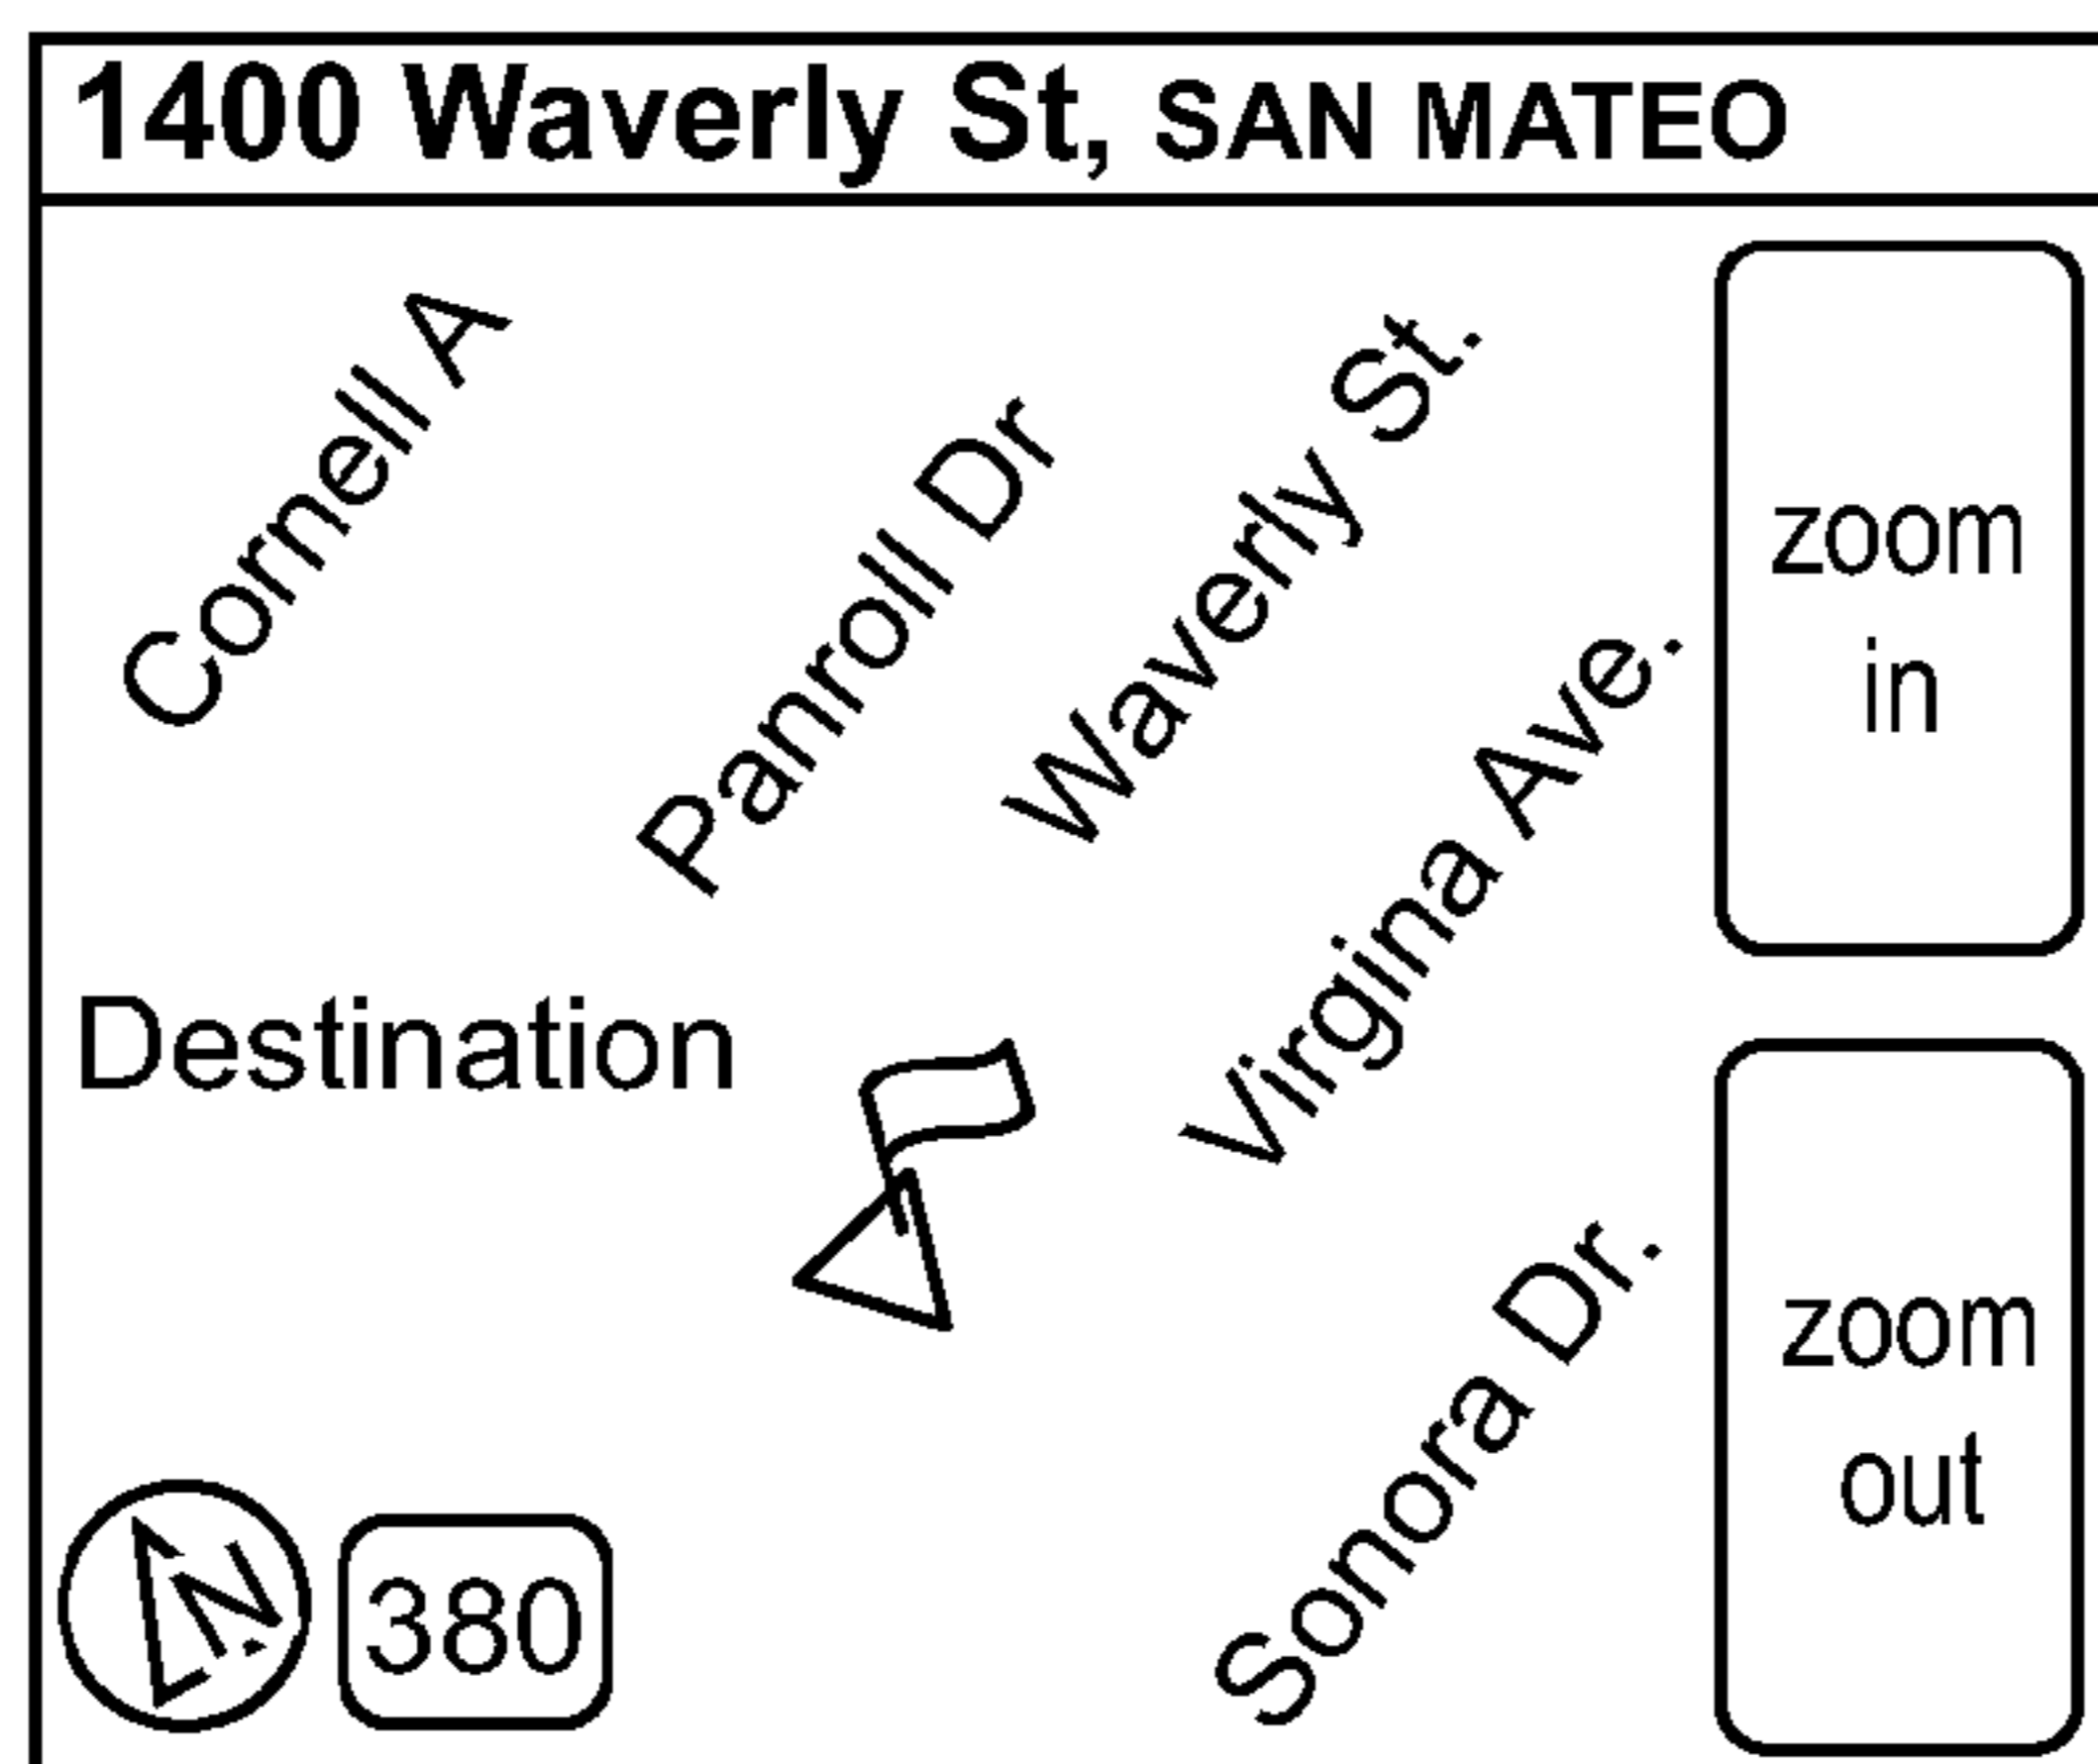 1400 Waverly St, SAN MATEO
Cornell A
Panroll Dr
Waverly St.
Virgina Ave.
zoom
in
Destination
Sonora Dr.
zoom
out
N
380